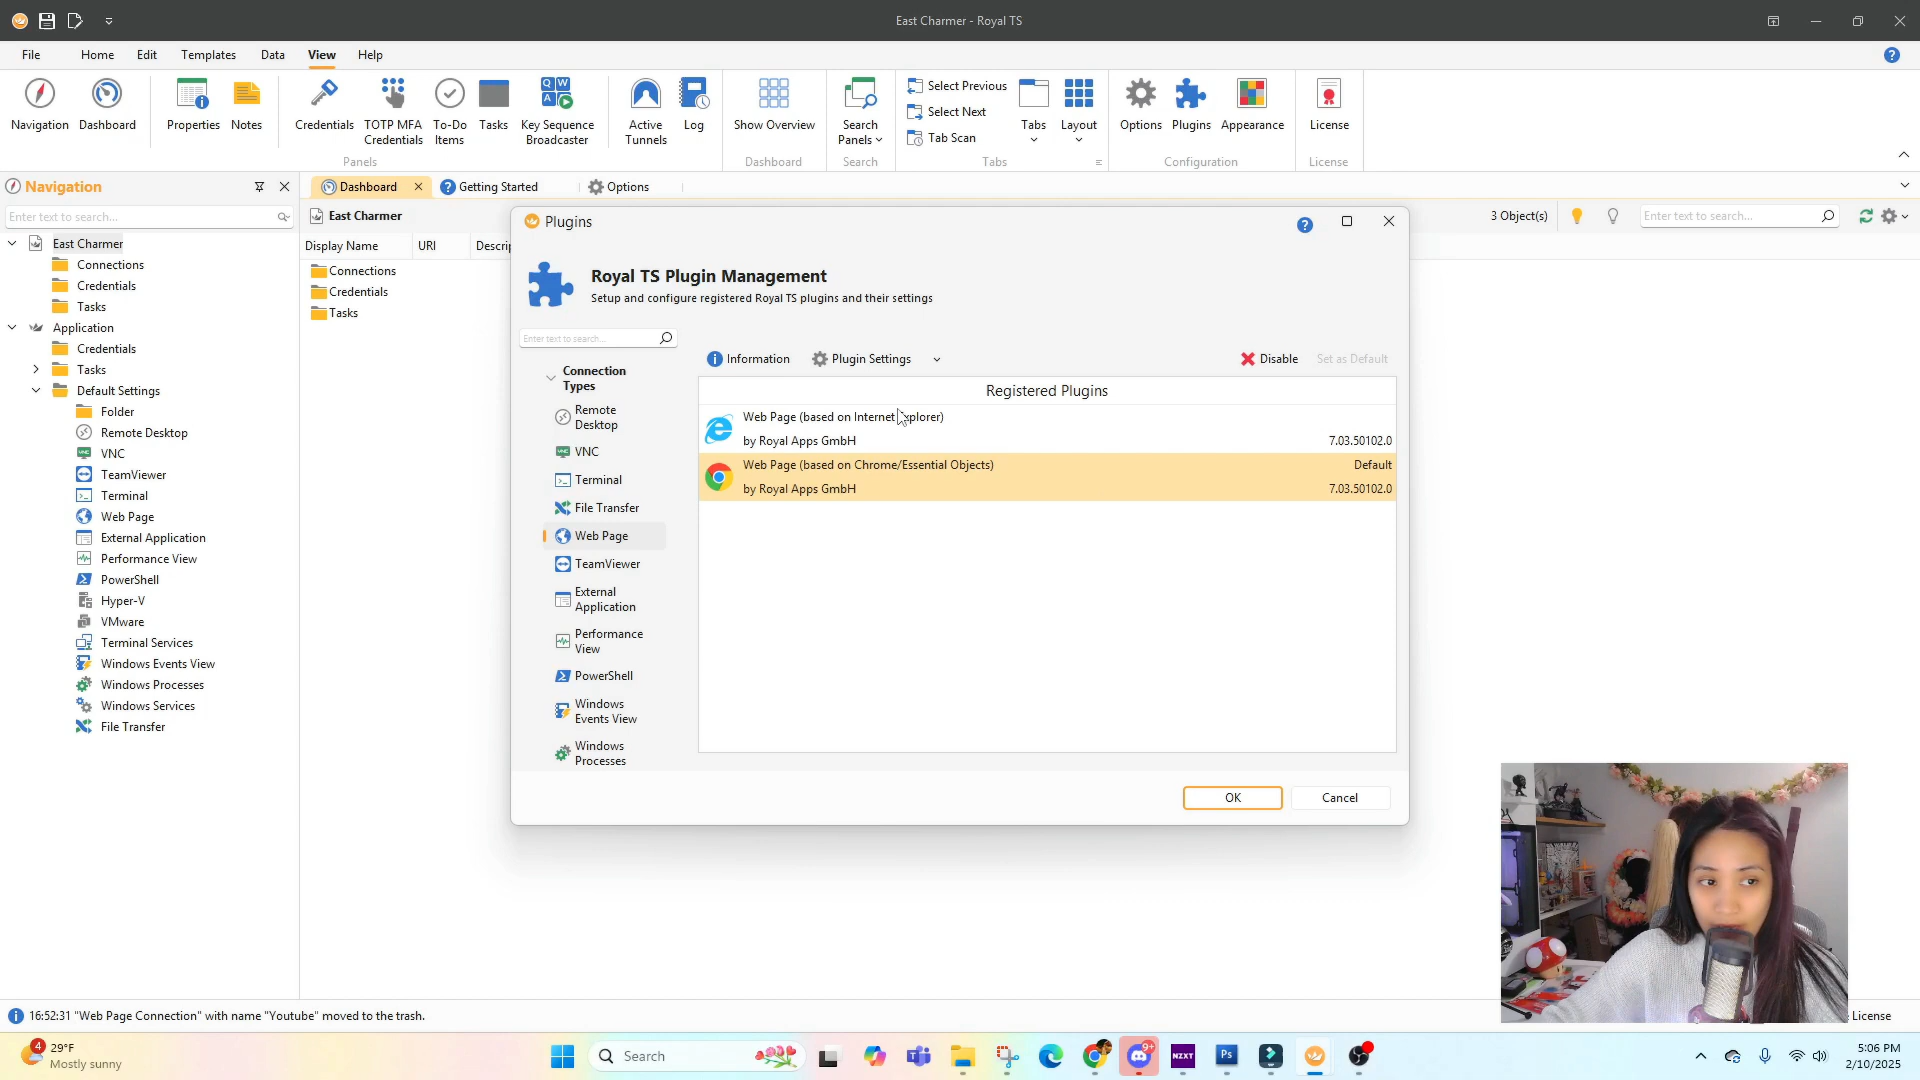 East Charmer - Royal TS
File
Home
Edit
Templates
Data
View
Help
Navigation
Dashboard
Properties
Notes
Credentials
TOTP MFA
Credentials
To-Do
Items
Tasks
Key Sequence
Broadcaster
Panels
Active
Tunnels
Log
Show Overview
Dashboard
Search
Panels
Search
Select Previous
Select Next
Tab Scan
Tabs
Layout
Tabs
Options
Plugins
Appearance
Configuration
License
License
Navigation
Enter text to search...
East Charmer
Connections
Credentials
Tasks
Application
Credentials
Tasks
Default Settings
Folder
Remote Desktop
VNC
TeamViewer
Terminal
Web Page
External Application
Performance View
PowerShell
Hyper-V
VMware
Terminal Services
Windows Events View
Windows Processes
Windows Services
File Transfer
Dashboard
Getting Started
Options
East Charmer
3 Object(s)
Enter text to search...
Display Name
URI
Descrip
Connections
Credentials
Tasks
Plugins
Royal TS Plugin Management
Setup and configure registered Royal TS plugins and their settings
Enter text to search...
Connection
Types
Remote
Desktop
VNC
Terminal
File Transfer
Web Page
TeamViewer
External
Application
Performance
View
PowerShell
Windows
Events View
Windows
Processes
Information
Plugin Settings
Disable
Set as Default
Registered Plugins
Web Page (based on Internet Explorer)
by Royal Apps GmbH
7.03.50102.0
Web Page (based on Chrome/Essential Objects)
Default
by Royal Apps GmbH
7.03.50102.0
OK
Cancel
16:52:31 "Web Page Connection" with name "Youtube" moved to the trash.
License
4
29°F
Mostly sunny
Search
9+
NZXT
Ps
5:06 PM
2/10/2025